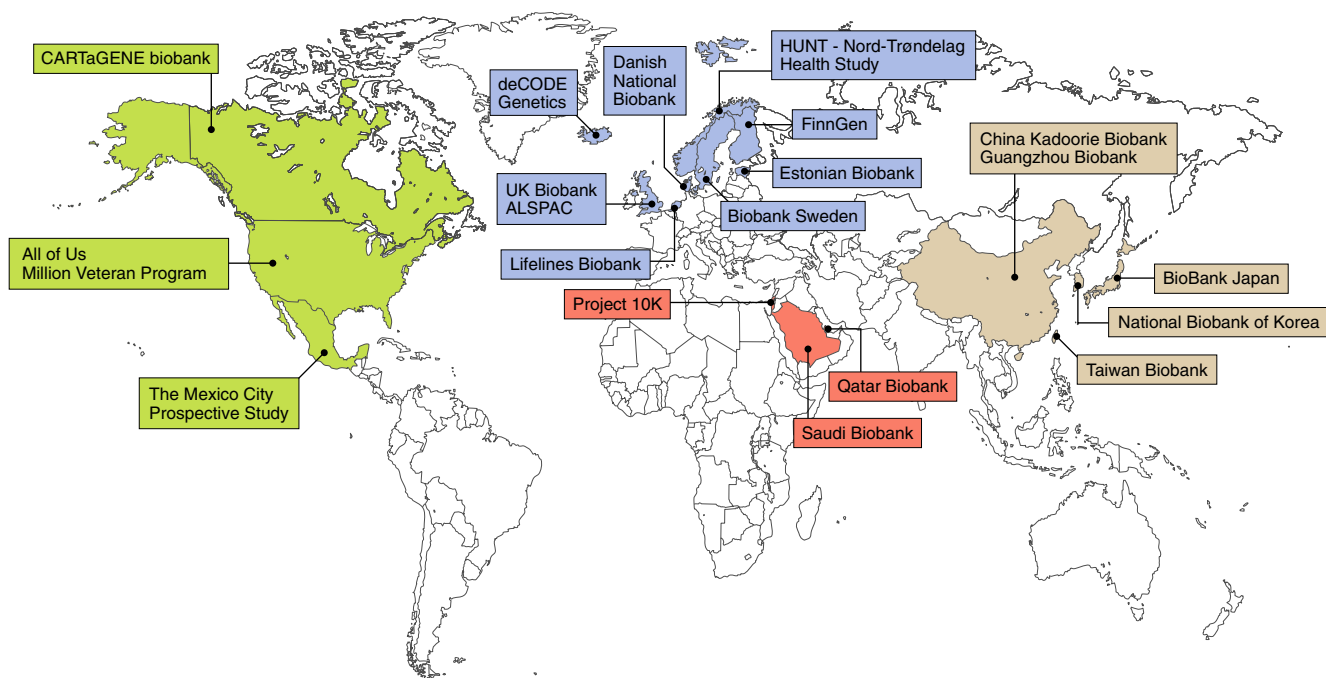 CARTaGENE biobank
All of Us
Million Veteran Program
The Mexico City
Prospective Study
deCODE
Genetics
Danish
National
Biobank
HUNT - Nord-Trøndelag
Health Study
FinnGen
Estonian Biobank
UK Biobank
ALSPAC
Biobank Sweden
Lifelines Biobank
Project 10K
Qatar Biobank
Saudi Biobank
China Kadoorie Biobank
Guangzhou Biobank
BioBank Japan
National Biobank of Korea
Taiwan Biobank